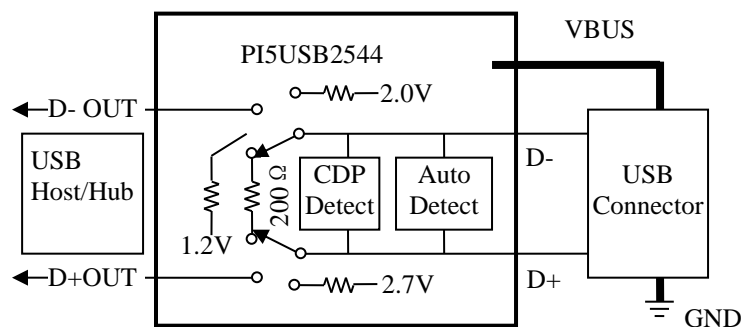 VBUS
PI5USB2544
2.0V
D- OUT
USB
Host/Hub
1.2V
200 Ω
CDP
Detect
Auto
Detect
D-
USB
Connector
D+OUT
2.7V
D+
GND